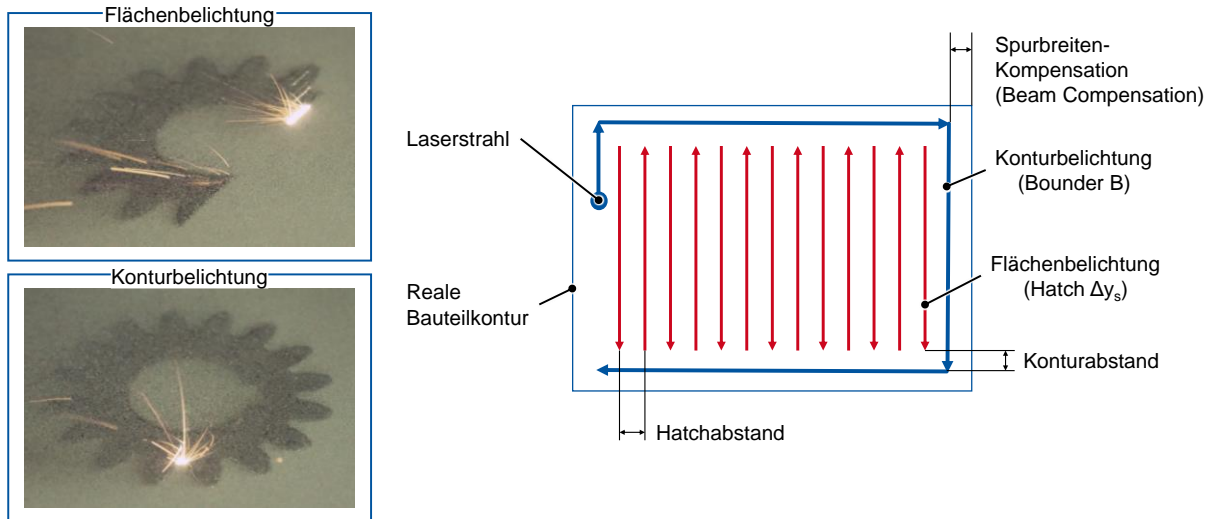 Flächenbelichtung
Konturbelichtung
Laserstrahl
Reale
Bauteilkontur
Hatchabstand
Spurbreiten-
Kompensation
(Beam Compensation)
Konturbelichtung
(Bounder B)
Flächenbelichtung
(Hatch Δyₛ)
Konturabstand